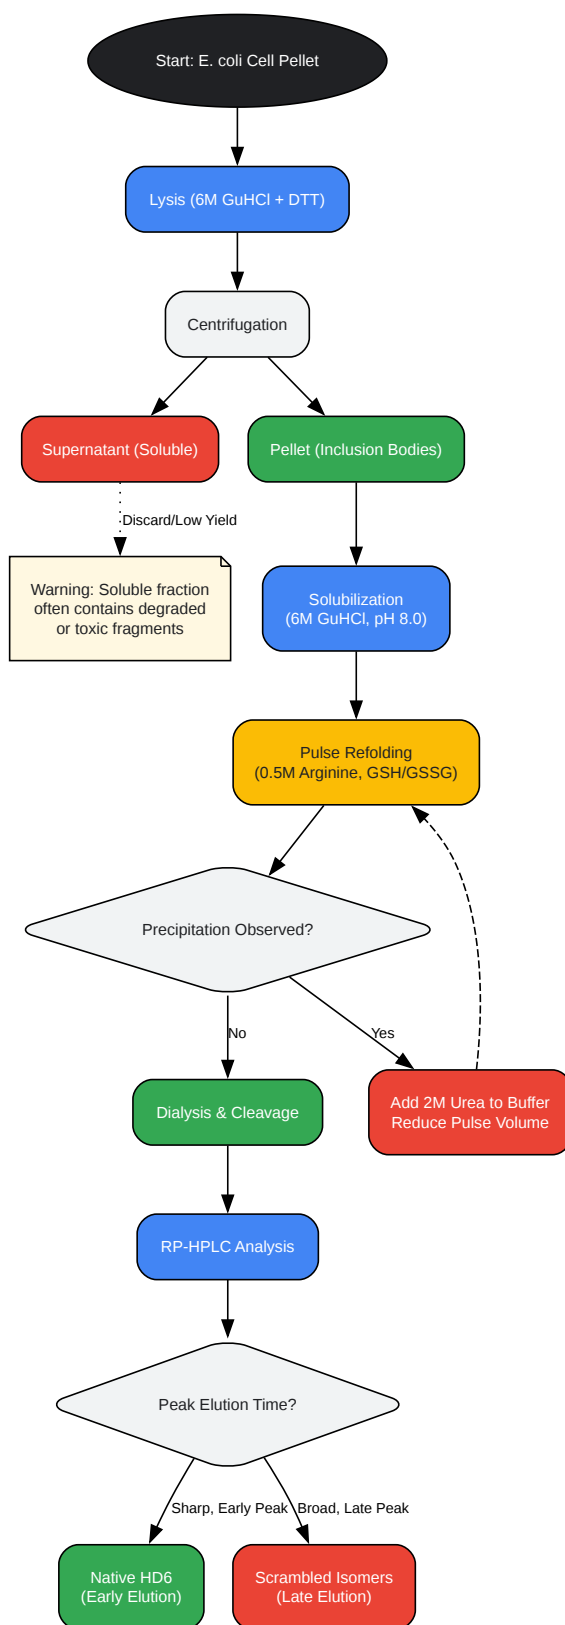 Start: E. coli Cell Pellet
Lysis (6M GuHCl + DTT)
Centrifugation
Supernatant (Soluble)
Pellet (Inclusion Bodies)
Discard/Low Yield
Warning: Soluble fraction
often contains degraded
or toxic fragments
Solubilization
(6M GuHCl, pH 8.0)
Pulse Refolding
(0.5M Arginine, GSH/GSSG)
Precipitation Observed?
No
Yes
Add 2M Urea to Buffer
Reduce Pulse Volume
Dialysis & Cleavage
RP-HPLC Analysis
Peak Elution Time?
Sharp, Early Peak
Broad, Late Peak
Native HD6
(Early Elution)
Scrambled Isomers
(Late Elution)